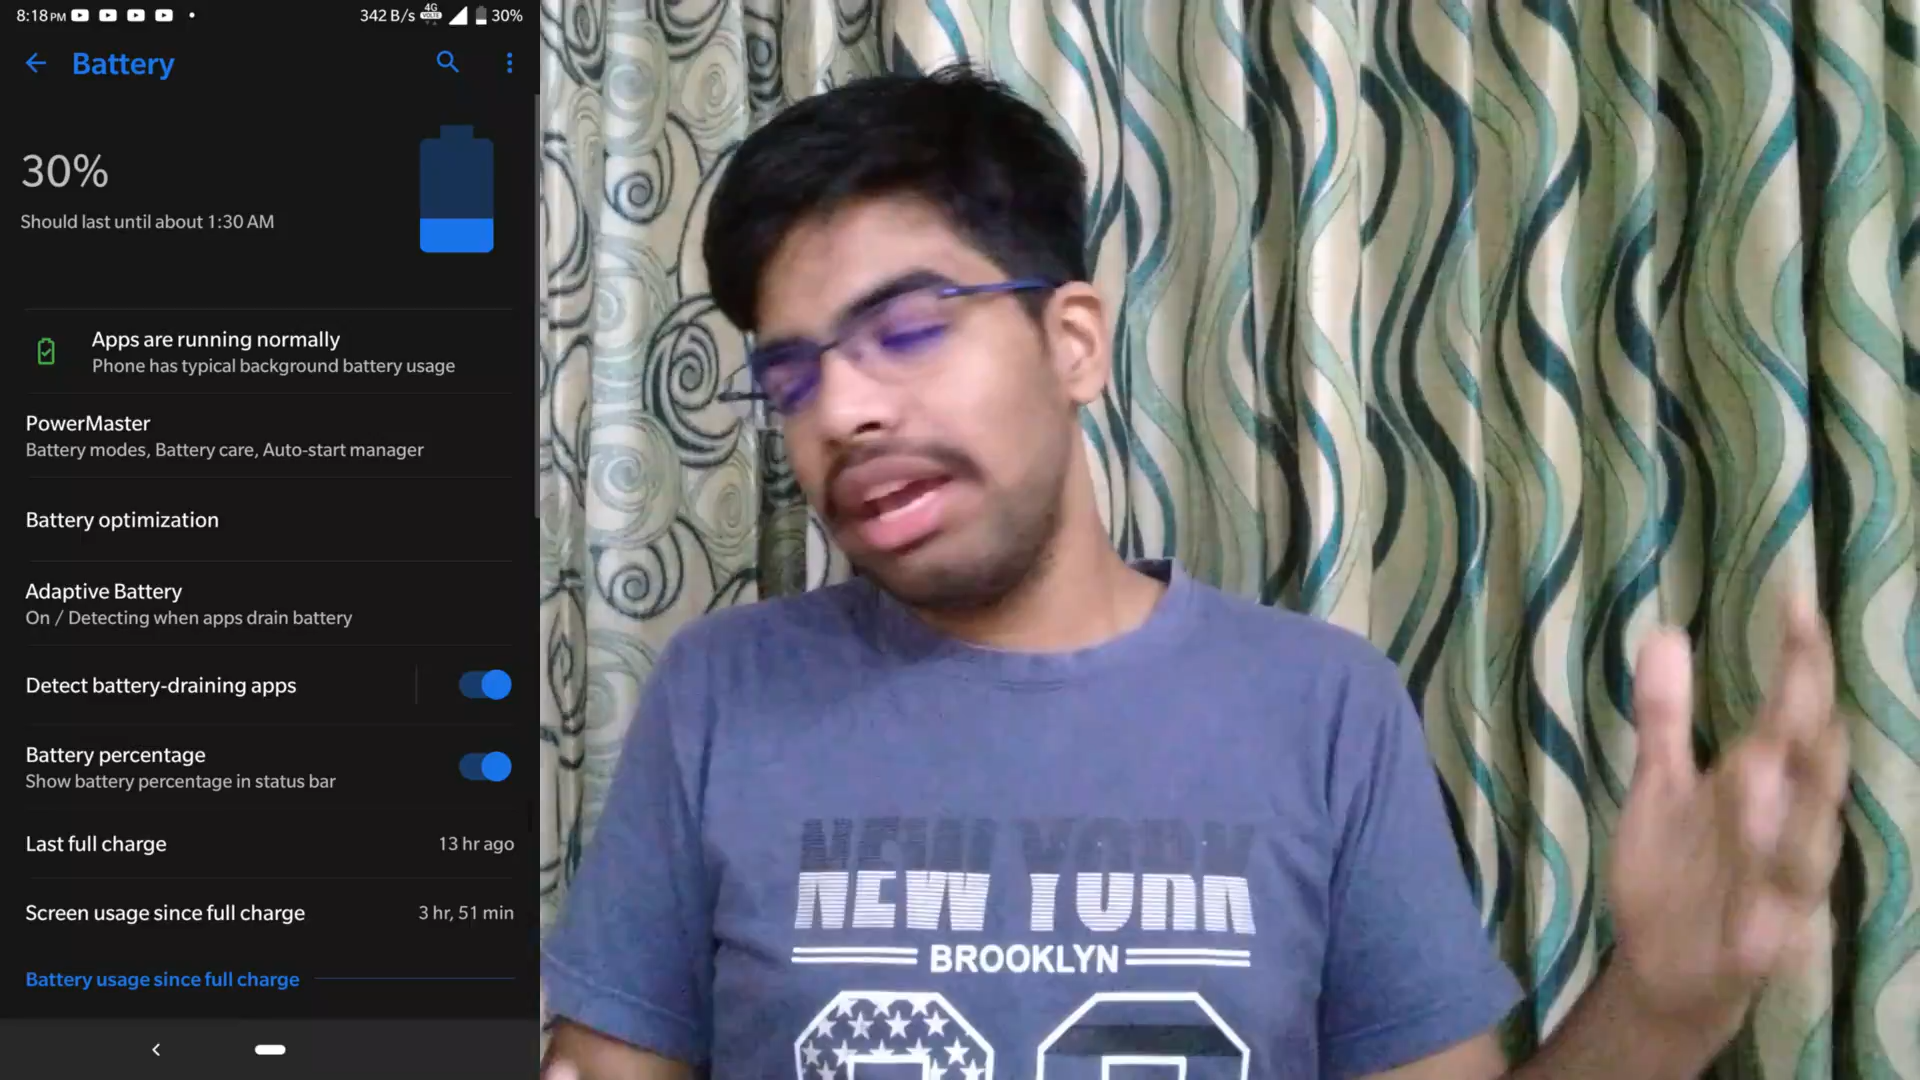 8:18 PM 342 B/s 4G VOLTE 30%
Battery
30%
Should last until about 1:30 AM
Apps are running normally
Phone has typical background battery usage
PowerMaster
Battery modes, Battery care, Auto-start manager
Battery optimization
Adaptive Battery
On / Detecting when apps drain battery
Detect battery-draining apps
Battery percentage
Show battery percentage in status bar
Last full charge 13 hr ago
Screen usage since full charge 3 hr, 51 min
Battery usage since full charge
NEW YORK
BROOKLYN